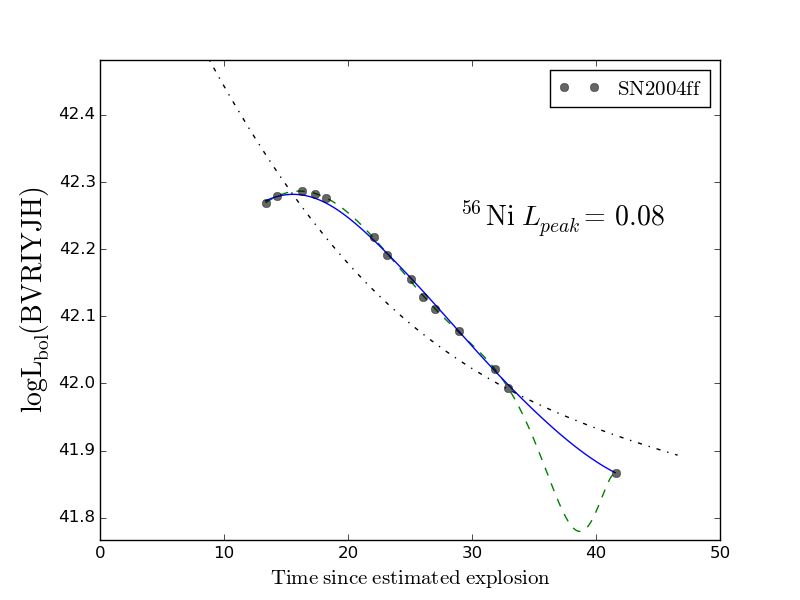 SN2004ff
42.4
42.3
42.2
42.1
42.0
41.9
41.8
⁵⁶Ni L_peak = 0.08
logL_bol(BVRIYJH)
0 10 20 30 40 50
Time since estimated explosion